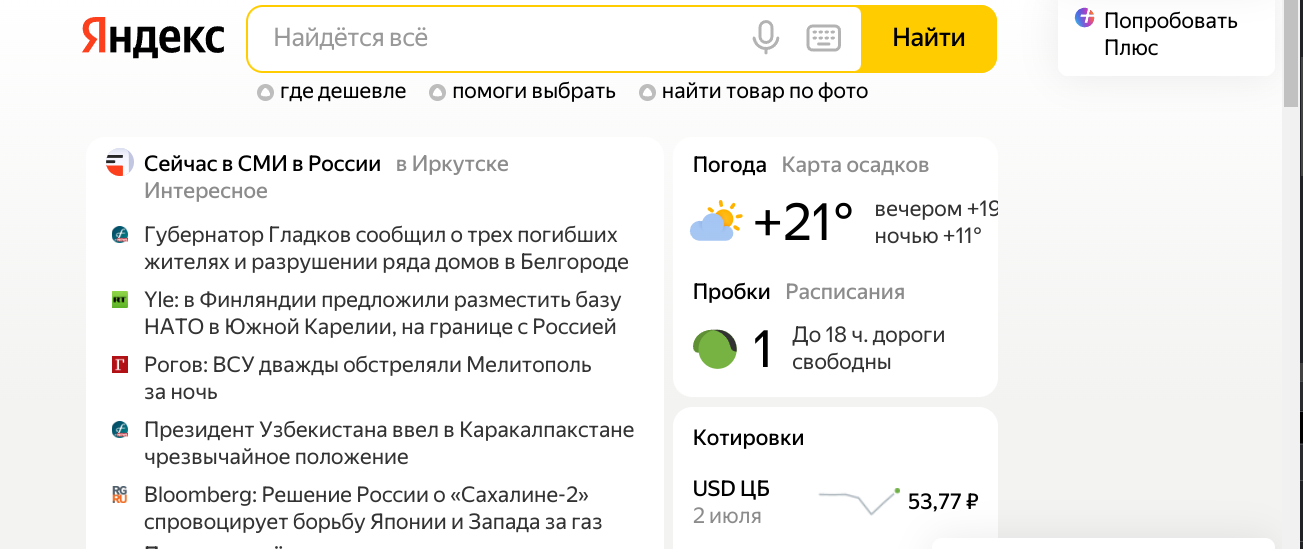 Яндекс
Найдётся всё
Найти
Попробовать
Плюс
где дешевле
помоги выбрать
найти товар по фото
Сейчас в СМИ в России в Иркутске
Интересное
Губернатор Гладков сообщил о трех погибших
жителях и разрушении ряда домов в Белгороде
RT
Yle: в Финляндии предложили разместить базу
НАТО в Южной Карелии, на границе с Россией
Г
Рогов: ВСУ дважды обстреляли Мелитополь
за ночь
Президент Узбекистана ввел в Каракалпакстане
чрезвычайное положение
RG
RU
Bloomberg: Решение России о «Сахалине-2»
спровоцирует борьбу Японии и Запада за газ
Погода Карта осадков
+21°
вечером +19
ночью +11°
Пробки Расписания
1
До 18 ч. дороги
свободны
Котировки
USD ЦБ
2 июля
53,77 ₽